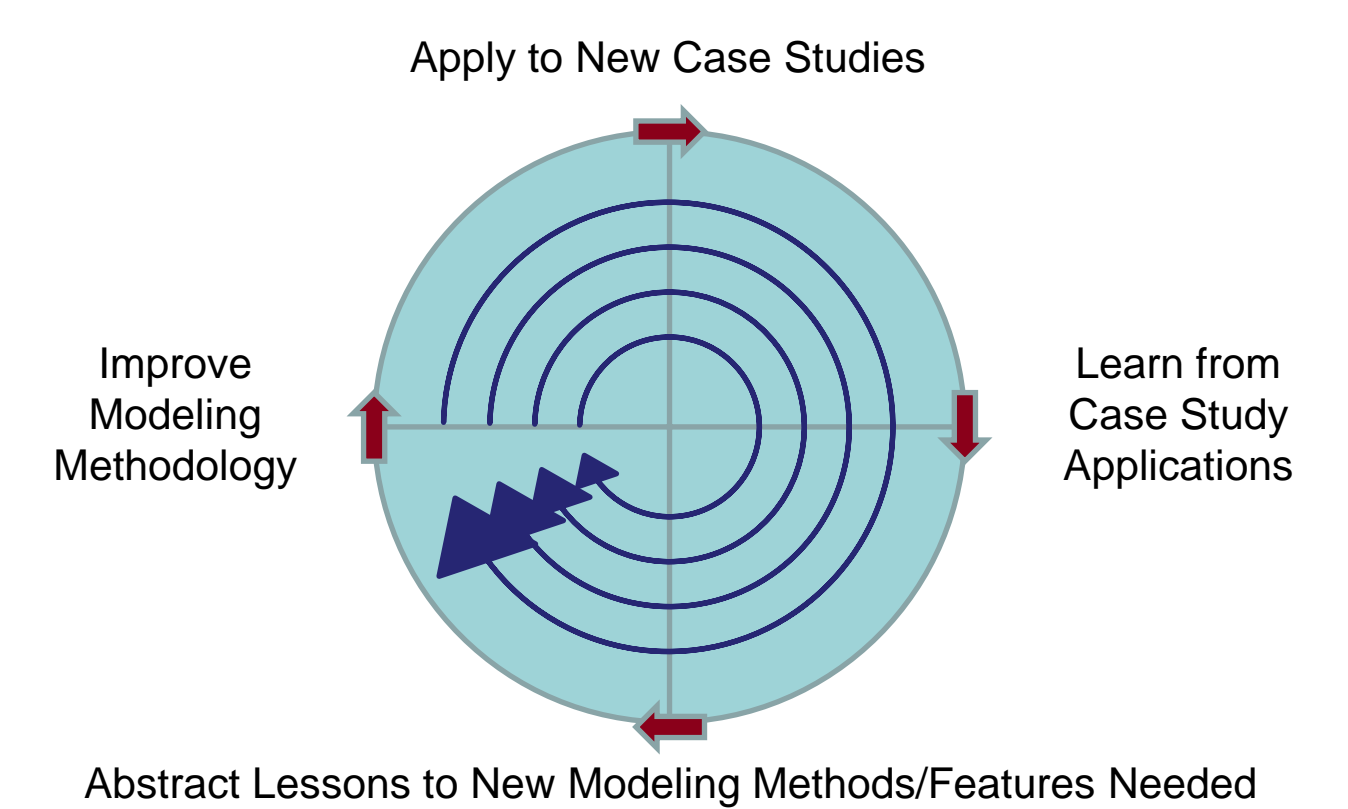 Apply to New Case Studies
Improve
Modeling
Methodology
Learn from
Case Study
Applications
Abstract Lessons to New Modeling Methods/Features Needed